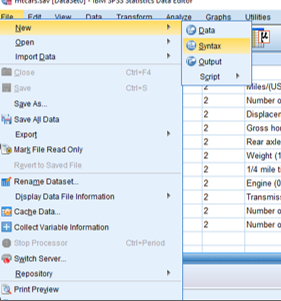 mtcars.sav [DataSet0] - IBM SPSS Statistics Data Editor
File Edit View Data Transform Analyze Graphs Utilities
New
Open
Import Data
Close Ctrl+F4
Save Ctrl+S
Save As...
Save All Data
Export
Mark File Read Only
Revert to Saved File
Rename Dataset...
Display Data File Information
Cache Data...
Collect Variable Information
Stop Processor Ctrl+Period
Switch Server...
Repository
Print Preview
Data
Syntax
Output
Script
2 Miles/(US
2 Number o
2 Displacen
2 Gross hor
2 Rear axle
2 Weight (1
2 1/4 mile ti
2 Engine (0
2 Transmis
2 Number o
2 Number o